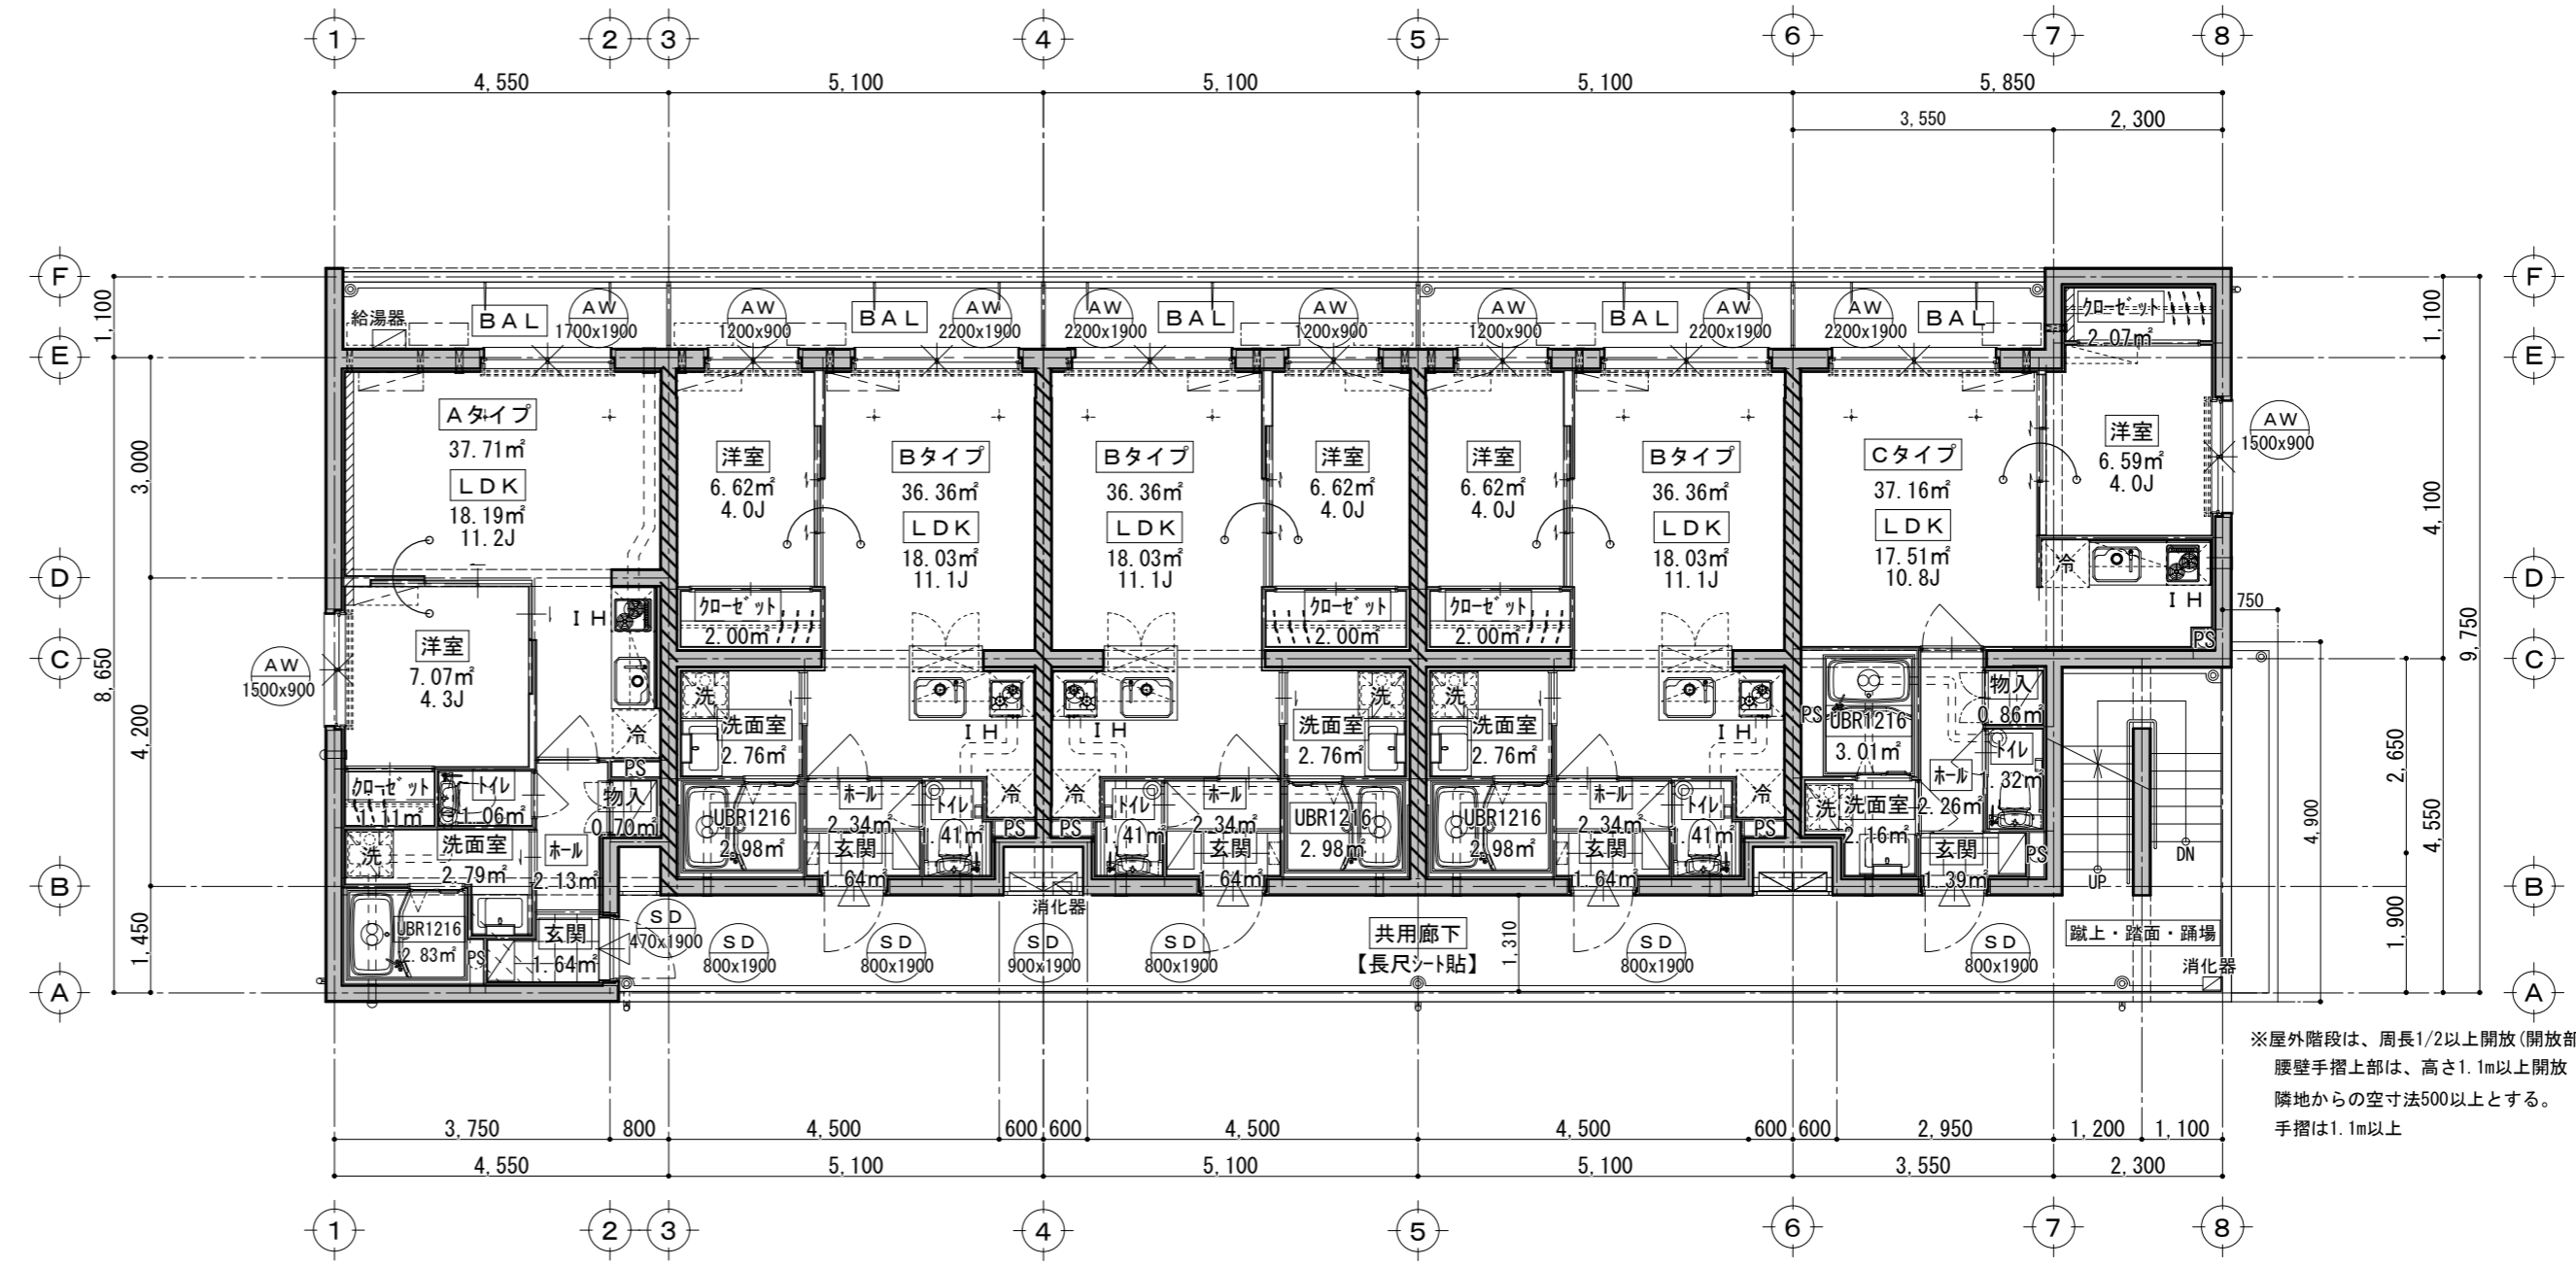 1 2 3 4 5 6 7 8
4,550 5,100 5,100 5,100 5,850
3,550 2,300
F F
E E
D D
C C
B B
A A
1,100
3,000
4,200
1,450
8,650
1,100
4,100
4,550
9,750
2,650
1,900
4,900
750
給湯器
BAL
AW
1700x1900
AW
1200x900
BAL
AW
2200x1900
AW
2200x1900
BAL
AW
1200x900
AW
1200x900
BAL
AW
2200x1900
AW
2200x1900
BAL
クローゼット
2.07㎡
Aタイプ
37.71㎡
LDK
18.19㎡
11.2J
洋室
7.07㎡
4.3J
AW
1500x900
IH
冷
PS
クローゼット
トイレ
1.06㎡
物入
0.70㎡
洗
洗面室
2.79㎡
ホール
2.13㎡
UBR1216
2.83㎡
PS
玄関
1.64㎡
洋室
6.62㎡
4.0J
Bタイプ
36.36㎡
LDK
18.03㎡
11.1J
クローゼット
2.00㎡
洗
洗面室
2.76㎡
IH
冷
PS
UBR1216
2.98㎡
ホール
2.34㎡
トイレ
玄関
1.64㎡
Bタイプ
36.36㎡
LDK
18.03㎡
11.1J
洋室
6.62㎡
4.0J
クローゼット
2.00㎡
洗
洗面室
2.76㎡
IH
冷
PS
トイレ
ホール
2.34㎡
玄関
1.64㎡
UBR1216
2.98㎡
洋室
6.62㎡
4.0J
Bタイプ
36.36㎡
LDK
18.03㎡
11.1J
クローゼット
2.00㎡
洗
洗面室
2.76㎡
IH
冷
PS
UBR1216
2.98㎡
ホール
2.34㎡
トイレ
玄関
1.64㎡
Cタイプ
37.16㎡
LDK
17.51㎡
10.8J
洋室
6.59㎡
4.0J
AW
1500x900
冷
IH
PS
PS
UBR1216
3.01㎡
物入
0.86㎡
トイレ
ホール
2.26㎡
洗
洗面室
2.16㎡
玄関
1.39㎡
PS
UP
DN
蹴上・踏面・踊場
消化器
消化器
SD
470x1900
SD
800x1900
SD
800x1900
SD
900x1900
SD
800x1900
SD
800x1900
SD
800x1900
共用廊下
【長尺シート貼】
1,310
※屋外階段は、周長1/2以上開放(開放部
腰壁手摺上部は、高さ1.1m以上開放
隣地からの空寸法500以上とする。
手摺は1.1m以上
3,750 800 4,500 600 600 4,500 4,500 600 600 2,950 1,200 1,100
4,550 5,100 5,100 5,100 3,550 2,300
1 2 3 4 5 6 7 8